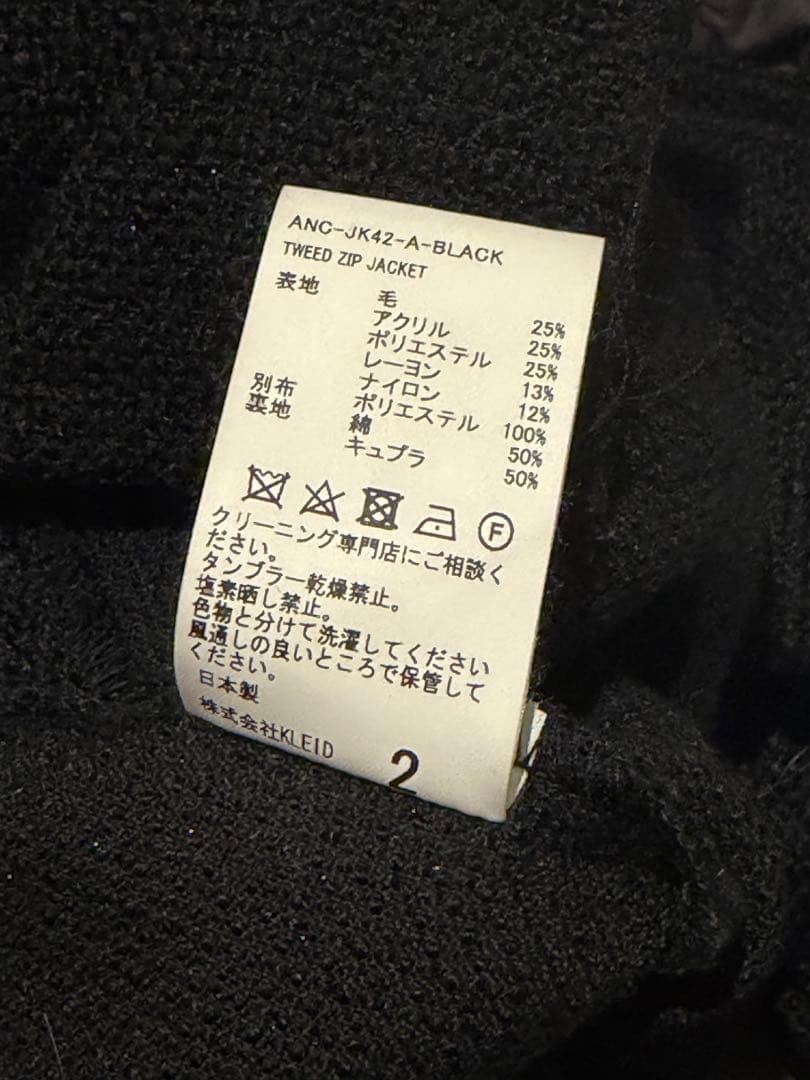 ANC-JK42-A-BLACK
TWEED ZIP JACKET
表地 毛 25%
アクリル 25%
ポリエステル 25%
レーヨン 13%
ナイロン 12%
別布 ポリエステル 100%
裏地 綿 50%
キュプラ 50%
F
クリーニング専門店にご相談く
ださい。
タンブラー乾燥禁止。
塩素晒し禁止。
色物と分けて洗濯してください
風通しの良いところで保管して
ください。
日本製
株式会社KLEID
2